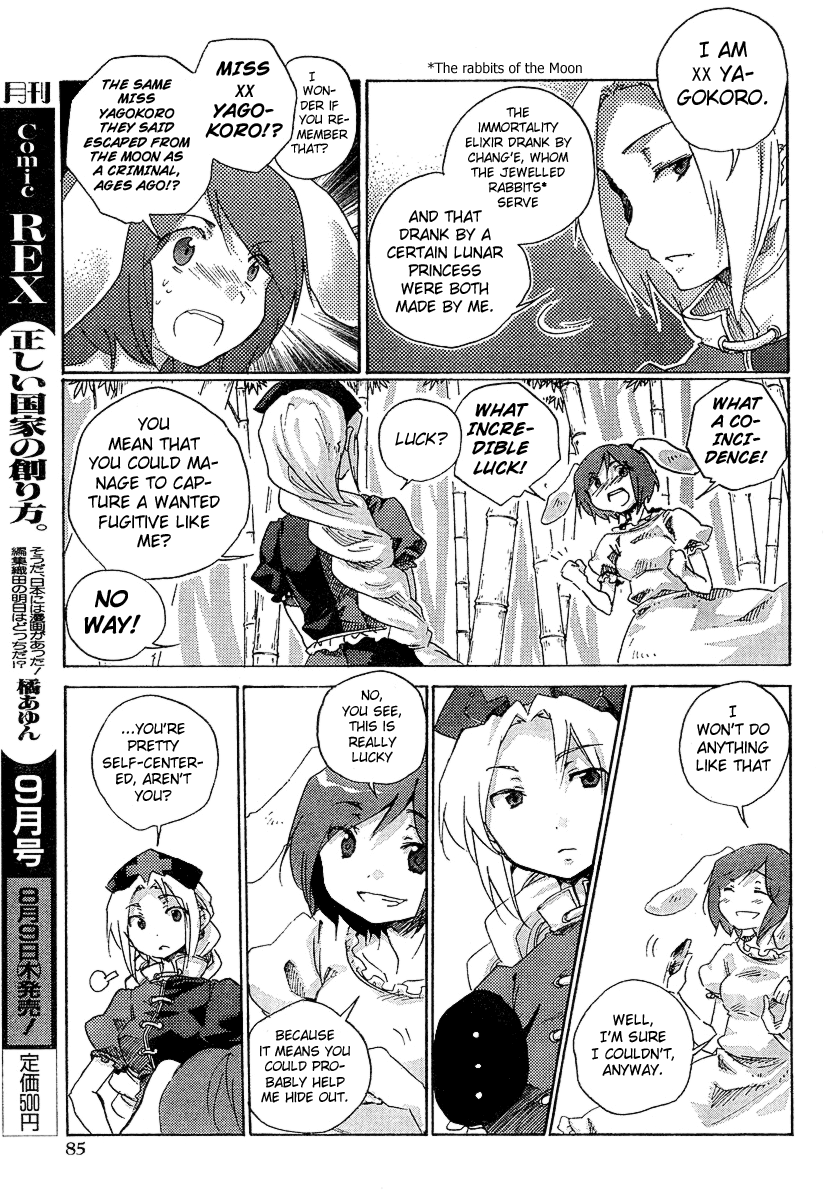 I AM
xx YA-
GOKORO.
*The rabbits of the Moon
THE
IMMORTALITY
ELIXIR DRANK BY
CHANG'E, WHOM
THE JEWELLED
RABBITS*
SERVE
AND THAT
DRANK BY A
CERTAIN LUNAR
PRINCESS
WERE BOTH
MADE BY ME.
I
WON-
DER IF
YOU RE-
MEMBER
THAT?
MISS
xx
YAGO-
KORO!?
THE SAME
MISS
YAGOKORO
THEY SAID
ESCAPED FROM
THE MOON AS
A CRIMINAL,
AGES AGO!?
WHAT
A CO-
INCI-
DENCE!
WHAT
INCRE-
DIBLE
LUCK!
LUCK?
YOU
MEAN THAT
YOU COULD MA-
NAGE TO CAP-
TURE A WANTED
FUGITIVE LIKE
ME?
NO
WAY!
I
WON'T DO
ANYTHING
LIKE THAT
WELL,
I'M SURE
I COULDN'T,
ANYWAY.
...
NO,
YOU SEE,
THIS IS
REALLY
LUCKY
BECAUSE
IT MEANS YOU
COULD PRO-
BABLY HELP
ME HIDE OUT.
...YOU'RE
PRETTY
SELF-CENTER-
ED, AREN'T
YOU?
月刊
Comic REX
正しい国家の創り方。
そうだ、日本には漫画があった!
編集織田の明日はどっちだ!?
橘あゆん
9月号
8月9日木発売!
定価500円
85